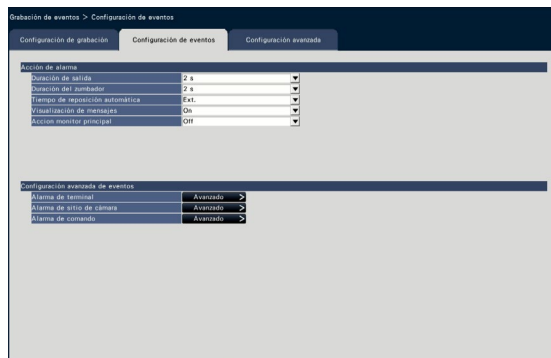 Grabación de eventos > Configuración de eventos
Configuración de grabación Configuración de eventos Configuración avanzada
Acción de alarma
Duración de salida 2 s
Duración del zumbador 2 s
Tiempo de reposición automática Ext.
Visualización de mensajes On
Accion monitor principal Off
Configuración avanzada de eventos
Alarma de terminal Avanzado >
Alarma de sitio de cámara Avanzado >
Alarma de comando Avanzado >